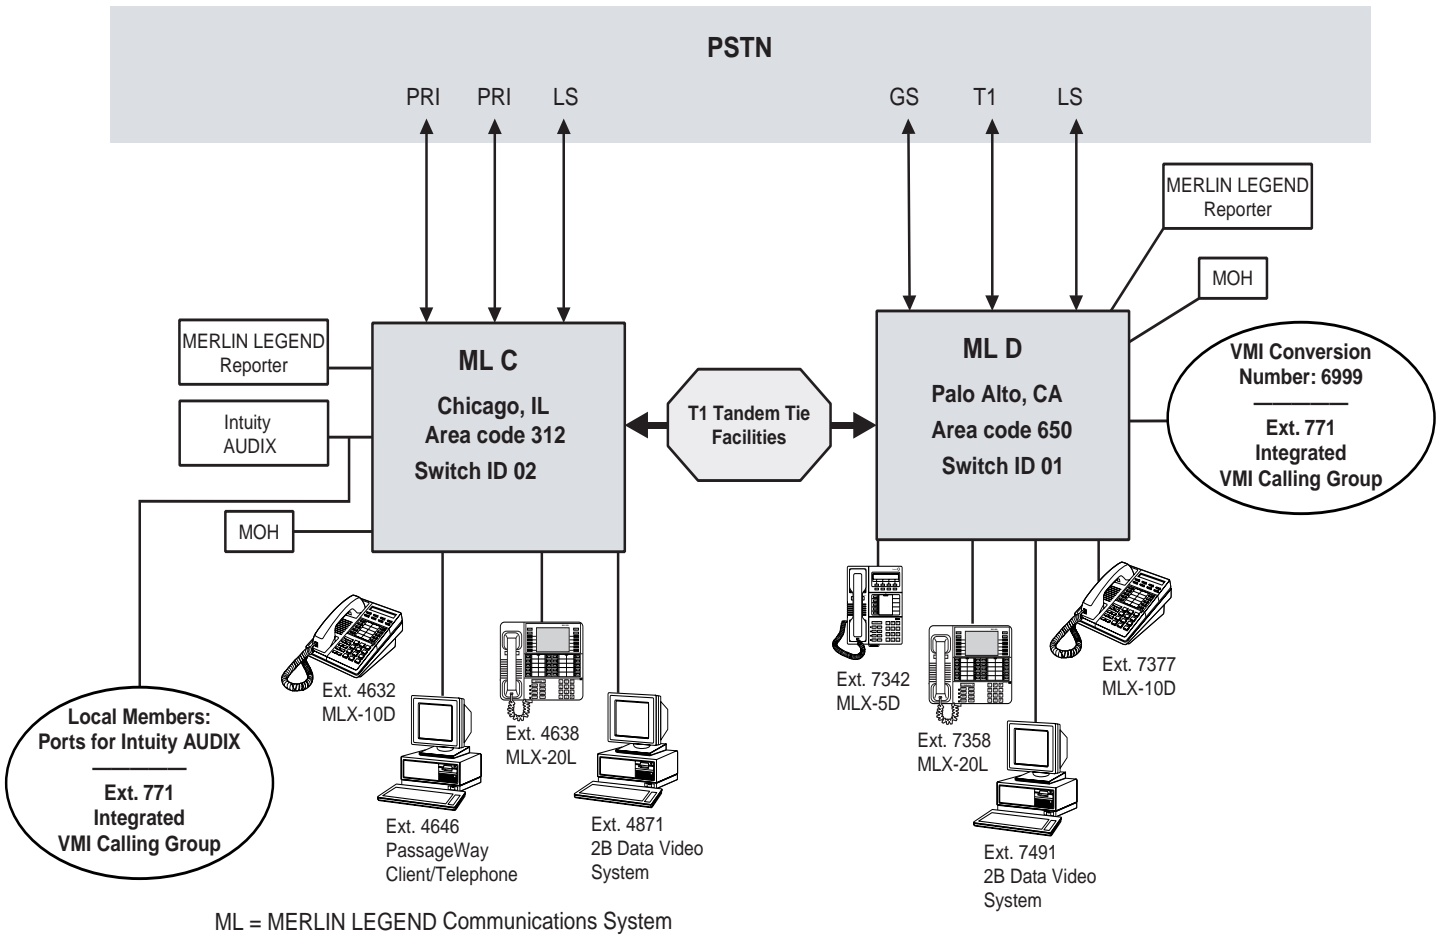 PSTN
PRI
PRI
LS
GS
T1
LS
MERLIN LEGEND
Reporter
MOH
MERLIN LEGEND
Reporter
Intuity
AUDIX
MOH
ML C
Chicago, IL
Area code 312
Switch ID 02
T1 Tandem Tie
Facilities
ML D
Palo Alto, CA
Area code 650
Switch ID 01
VMI Conversion
Number: 6999
Ext. 771
Integrated
VMI Calling Group
Local Members:
Ports for Intuity AUDIX
Ext. 771
Integrated
VMI Calling Group
Ext. 4632
MLX-10D
Ext. 4638
MLX-20L
Ext. 4646
PassageWay
Client/Telephone
Ext. 4871
2B Data Video
System
Ext. 7342
MLX-5D
Ext. 7358
MLX-20L
Ext. 7377
MLX-10D
Ext. 7491
2B Data Video
System
ML = MERLIN LEGEND Communications System